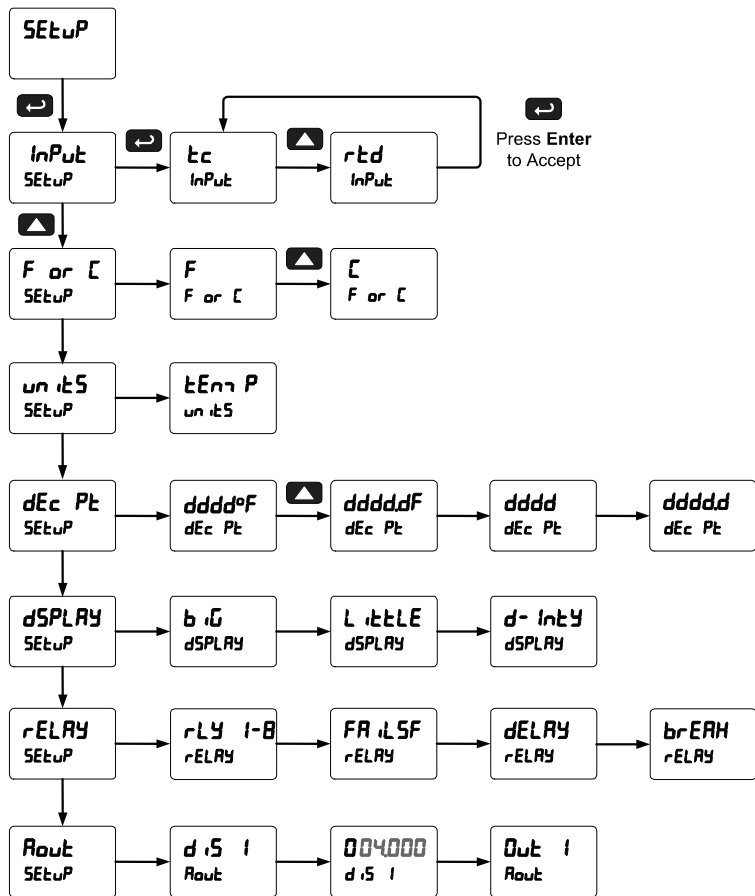 SEtuP
InPut
SEtuP
tc
InPut
rtd
InPut
Press Enter
to Accept
F or C
SEtuP
F
F or C
C
F or C
unitS
SEtuP
tEmP
unitS
dEc Pt
SEtuP
dddd°F
dEc Pt
dddd.dF
dEc Pt
dddd
dEc Pt
dddd.d
dEc Pt
dSPLAY
SEtuP
biG
dSPLAY
LittLE
dSPLAY
d-IntY
dSPLAY
rELAY
SEtuP
rLY 1-8
rELAY
FAiLSF
rELAY
dELAY
rELAY
brEAK
rELAY
Aout
SEtuP
diS 1
Aout
004.000
diS 1
Out 1
Aout